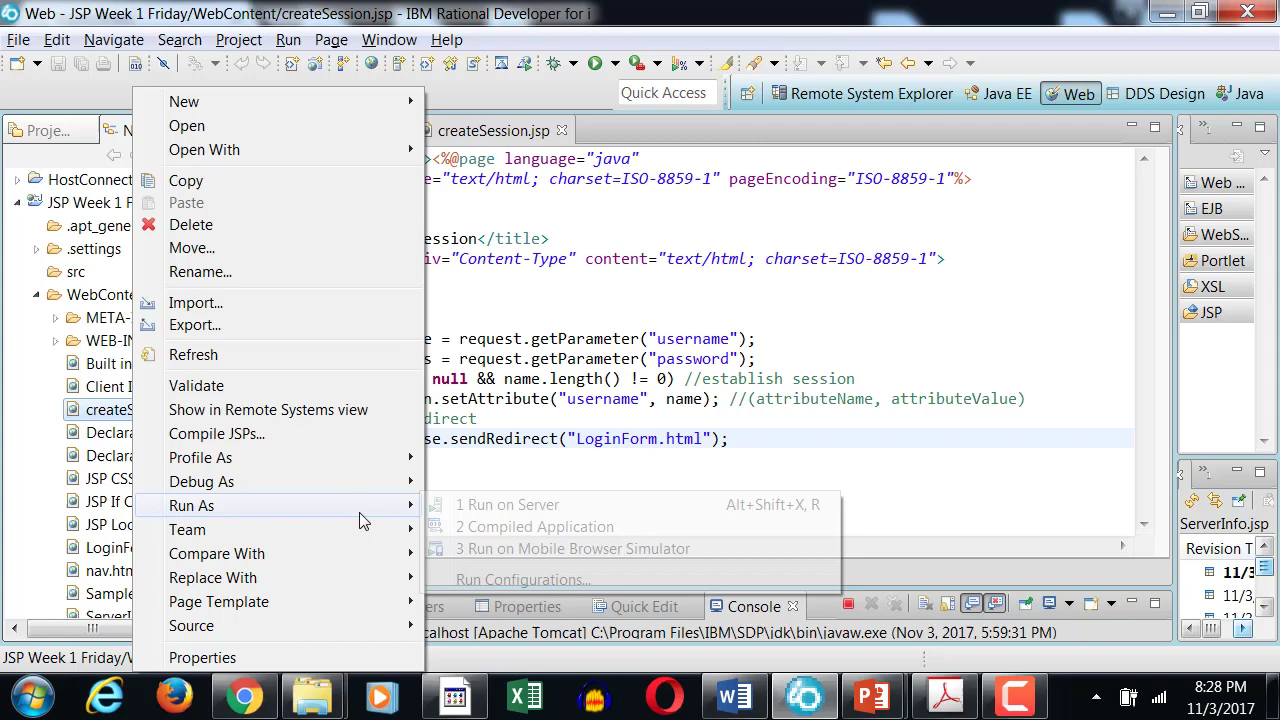 Web - JSP Week 1 Friday/WebContent/createSession.jsp - IBM Rational Developer for i
File Edit Navigate Search Project Run Page Window Help
Quick Access Remote System Explorer Java EE Web DDS Design Java
Proje... N createSession.jsp
HostConnect
JSP Week 1 F
.apt_gene
.settings
src
WebConte
META-
WEB-IN
Built in
Client I
createS
Declara
Declara
JSP CSS
JSP If C
JSP Loo
LoginFo
nav.htm
Sample
ServerI
New
Open
Open With
Copy
Paste
Delete
Move...
Rename...
Import...
Export...
Refresh
Validate
Show in Remote Systems view
Compile JSPs...
Profile As
Debug As
Run As
Team
Compare With
Replace With
Page Template
Source
Properties
1 Run on Server Alt+Shift+X, R
2 Compiled Application
3 Run on Mobile Browser Simulator
Run Configurations...
><%@page language="java"
e="text/html; charset=ISO-8859-1" pageEncoding="ISO-8859-1"%>
ession</title>
iv="Content-Type" content="text/html; charset=ISO-8859-1">
e = request.getParameter("username");
s = request.getParameter("password");
null && name.length() != 0) //establish session
n.setAttribute("username", name); //(attributeName, attributeValue)
direct
se.sendRedirect("LoginForm.html");
Web ...
EJB
WebS...
Portlet
XSL
JSP
ServerInfo.jsp
Revision T
11/3
11/3,
ers Properties Quick Edit Console
calhost [Apache Tomcat] C:\Program Files\IBM\SDP\jdk\bin\javaw.exe (Nov 3, 2017, 5:59:31 PM)
JSP Week 1 Friday/W
8:28 PM
11/3/2017